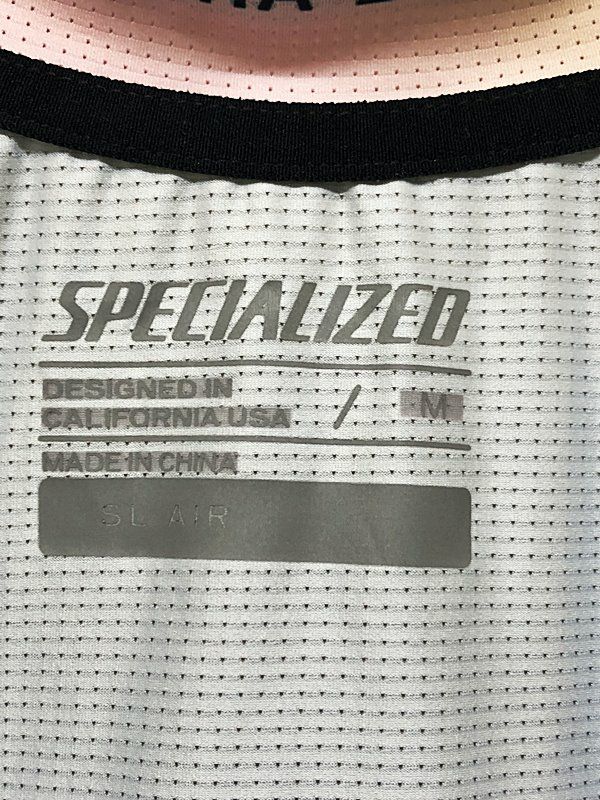 SPECIALIZED
DESIGNED IN
CALIFORNIA USA / M
MADE IN CHINA
SL AIR